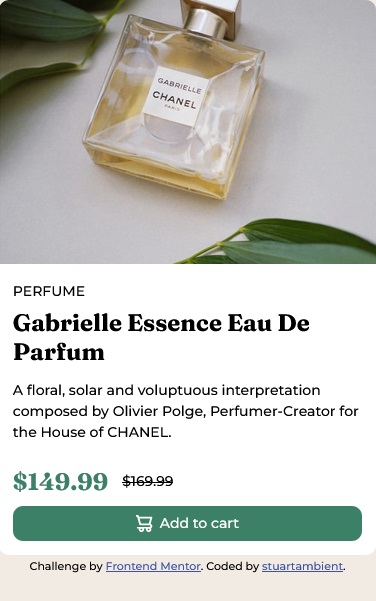 GABRIELLE
CHANEL
PARIS
PERFUME
Gabrielle Essence Eau De
Parfum
A floral, solar and voluptuous interpretation
composed by Olivier Polge, Perfumer-Creator for
the House of CHANEL.
$149.99 $169.99
Add to cart
Challenge by Frontend Mentor. Coded by stuartambient.